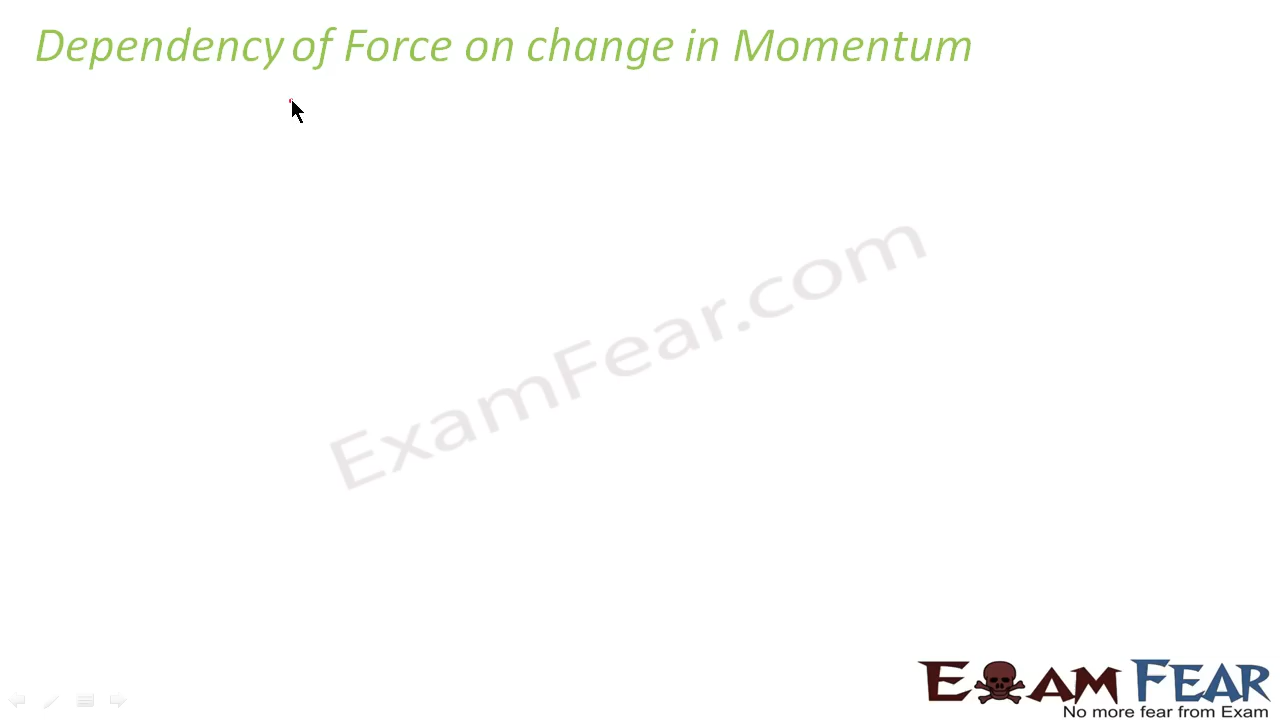 Dependency of Force on change in Momentum
ExamFear.com
EXAM FEAR
No more fear from Exam